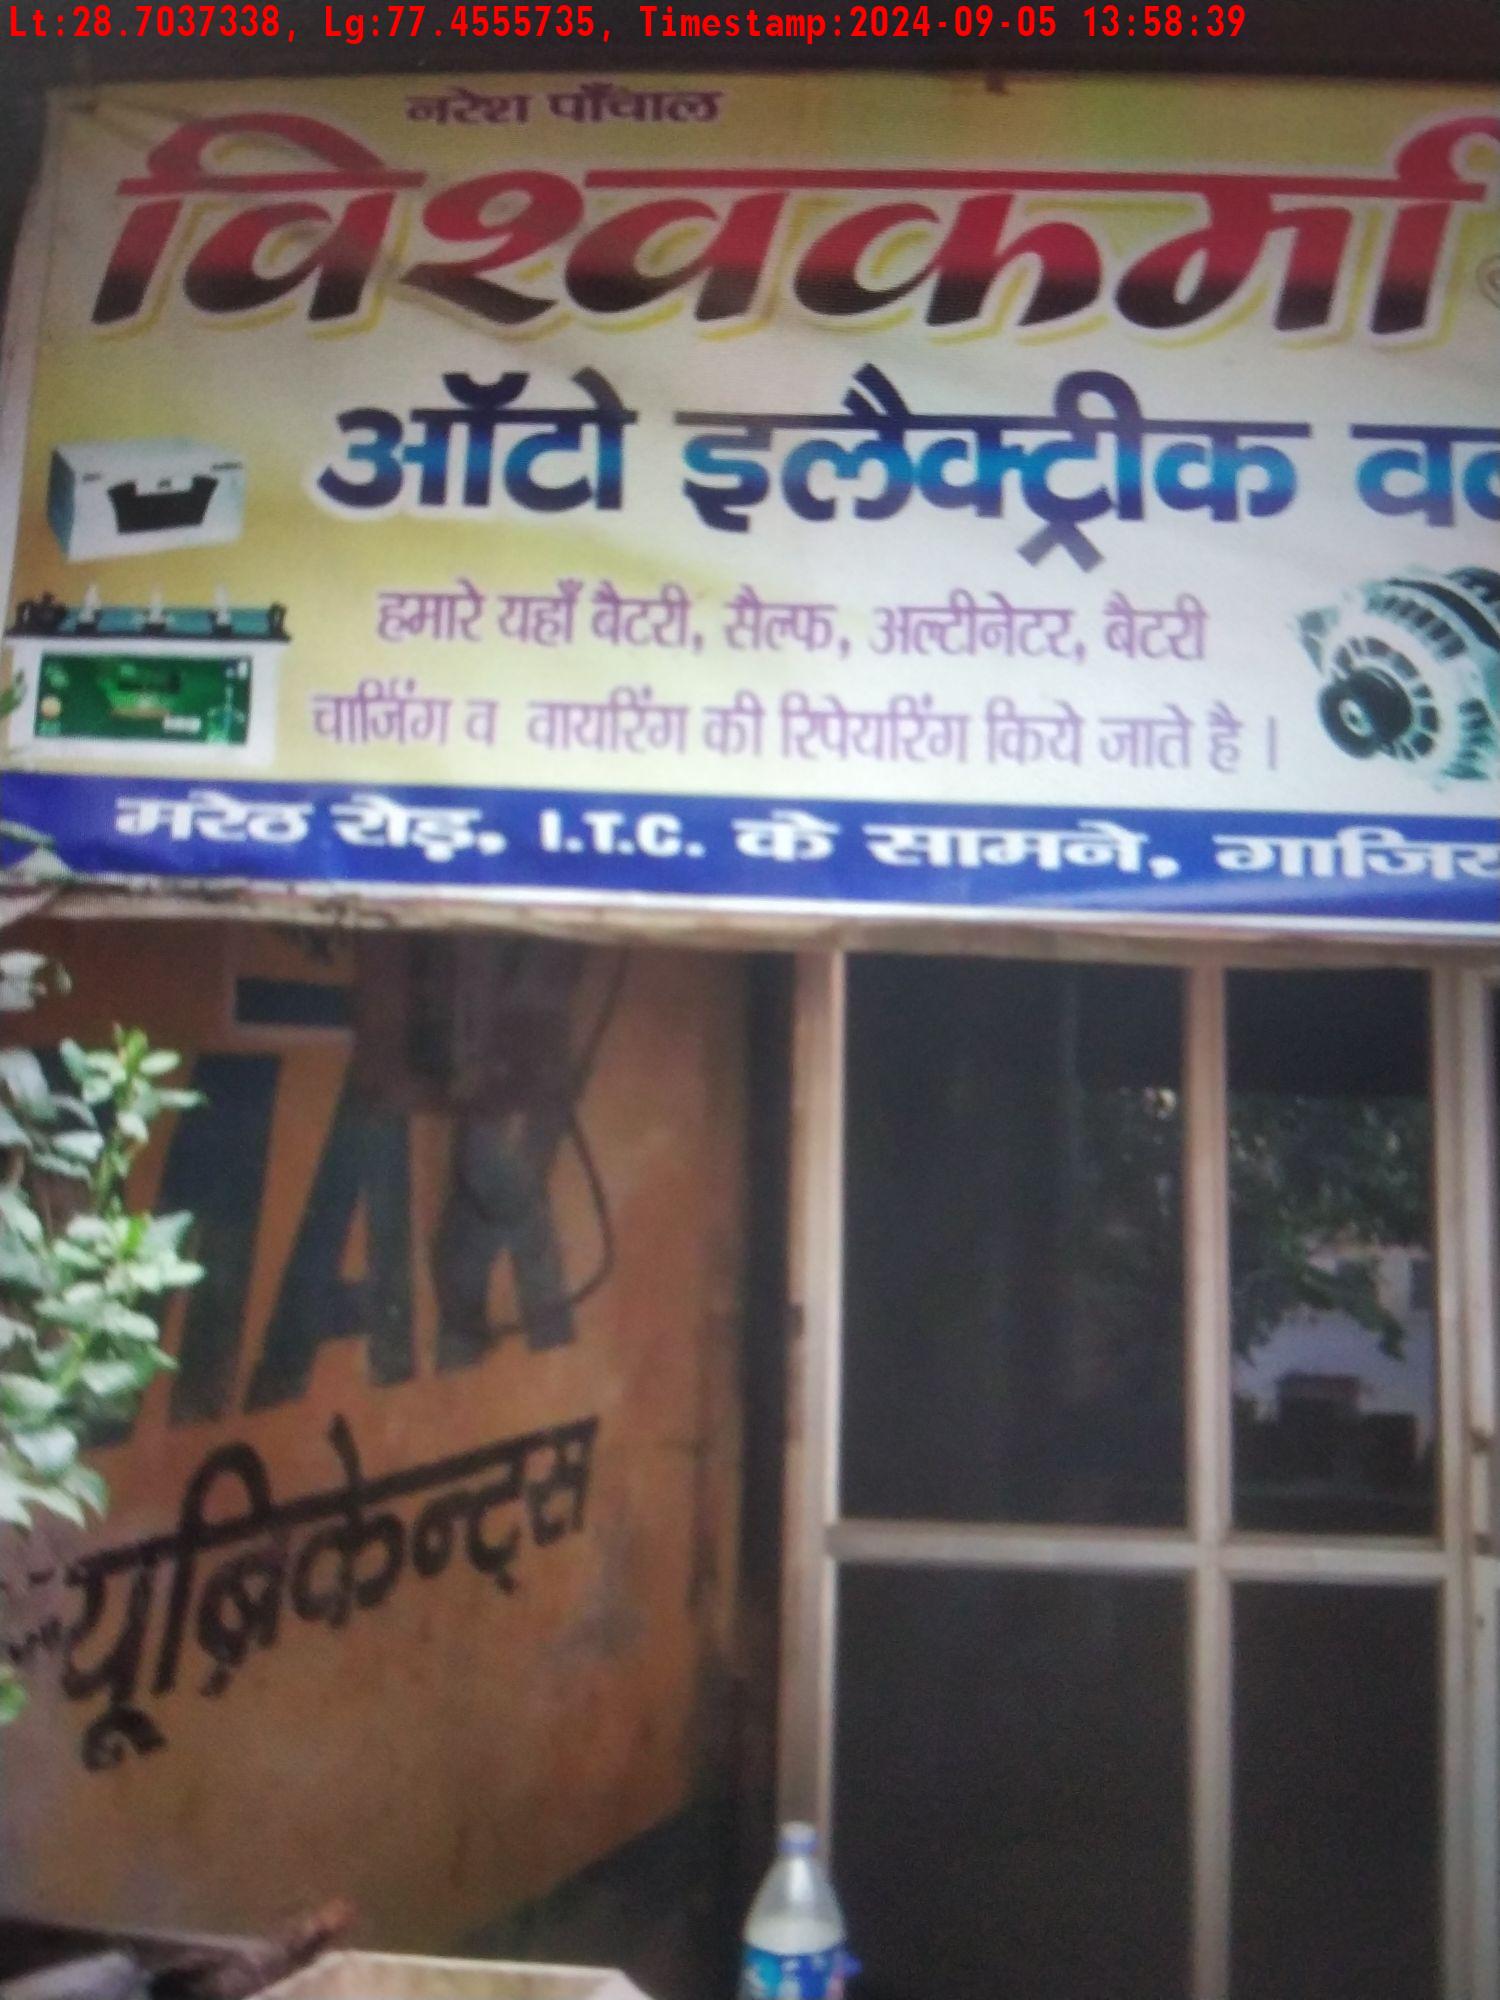 Lt:28.7037338, Lg:77.4555735, Timestamp:2024-09-05 13:58:39
नरेश पाँचाल
विश्वकर्मा
ऑटो इलैक्ट्रीक
हमारे यहाँ बैटरी, सैल्फ, अल्टीनेटर, बैटरी
चार्जिंग व वायरिंग की रिपेयरिंग किये जाते है।
मरेठ रोड़, I.T.C. के सामने, गाजिय